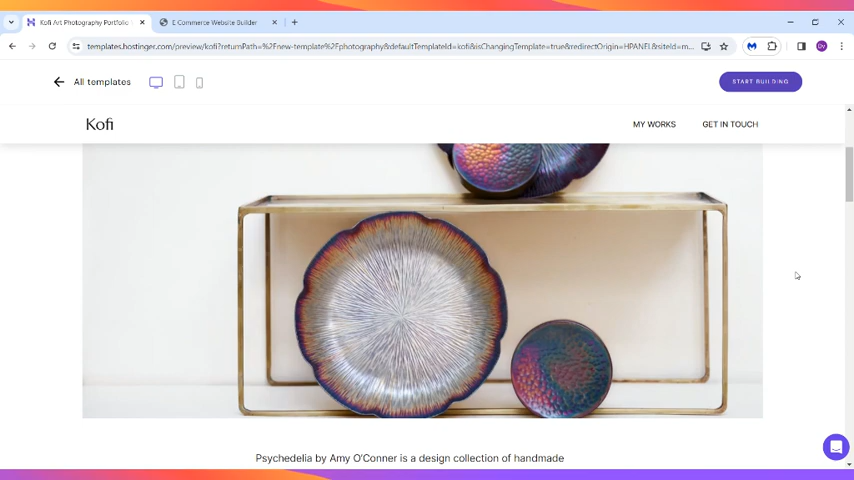 Kofi Art Photography Portfolio
E Commerce Website Builder
templates.hostinger.com/preview/kofi?returnPath=%2Fnew-template%2Fphotography&defaultTemplateId=kofi&isChangingTemplate=true&redirectOrigin=HPANEL&siteId=m...
Dv
All templates
START BUILDING
Kofi
MY WORKS
GET IN TOUCH
Psychedelia by Amy O'Conner is a design collection of handmade